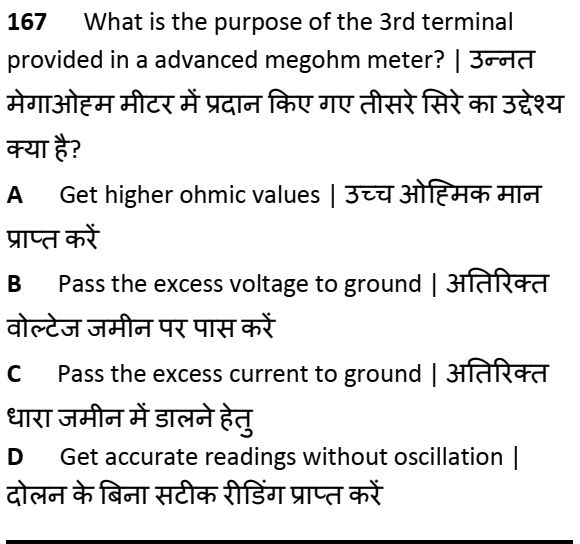 167 What is the purpose of the 3rd terminal
provided in a advanced megohm meter? | उन्नत
मेगाओह्म मीटर में प्रदान किए गए तीसरे सिरे का उद्देश्य
क्या है?
A Get higher ohmic values | उच्च ओह्मिक मान
प्राप्त करें
B Pass the excess voltage to ground | अतिरिक्त
वोल्टेज जमीन पर पास करें
C Pass the excess current to ground | अतिरिक्त
धारा जमीन में डालने हेतु
D Get accurate readings without oscillation |
दोलन के बिना सटीक रीडिंग प्राप्त करें